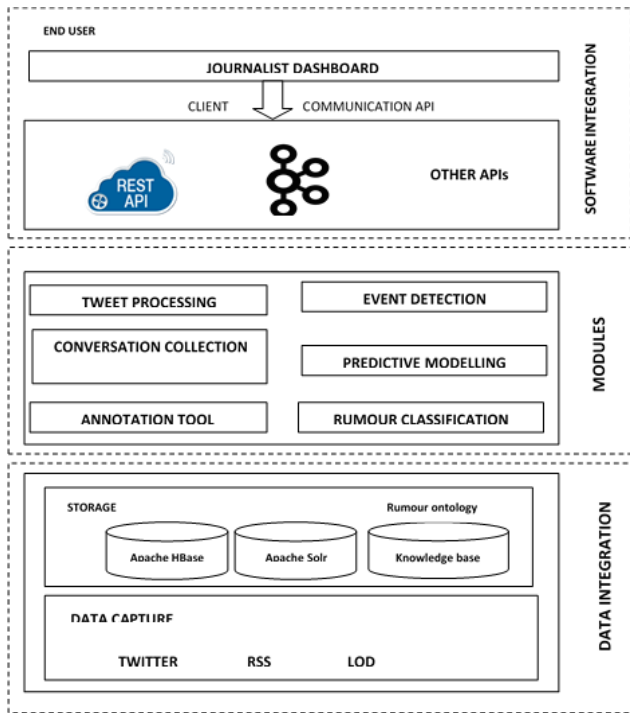 END USER
JOURNALIST DASHBOARD
CLIENT
COMMUNICATION API
REST
API
OTHER APIs
SOFTWARE INTEGRATION
TWEET PROCESSING
EVENT DETECTION
CONVERSATION COLLECTION
PREDICTIVE MODELLING
ANNOTATION TOOL
RUMOUR CLASSIFICATION
MODULES
STORAGE
Rumour ontology
Apache HBase
Apache Solr
Knowledge base
DATA CAPTURE
TWITTER
RSS
LOD
DATA INTEGRATION